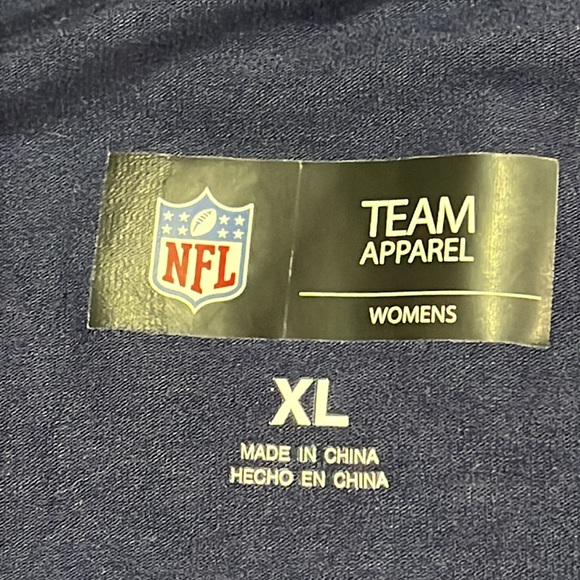 NFL
TEAM
APPAREL
WOMENS
XL
MADE IN CHINA
HECHO EN CHINA